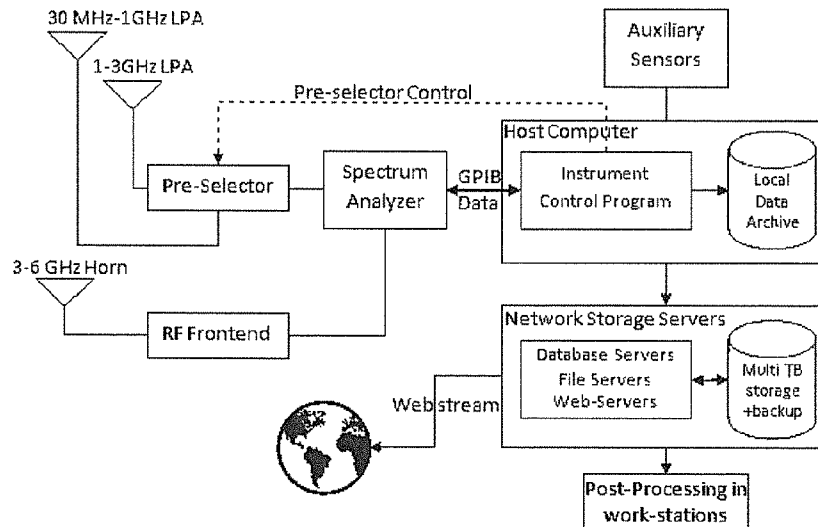 30 MHz-1GHz LPA
1-3GHz LPA
Auxiliary
Sensors
Pre-selector Control
Host Computer
Pre-Selector
Spectrum
Analyzer
GPIB
Data
Instrument
Control Program
Local
Data
Archive
3-6 GHz Horn
RF Frontend
Network Storage Servers
Database Servers
File Servers
Web-Servers
Multi TB
storage
+backup
Web stream
Post-Processing in
work-stations